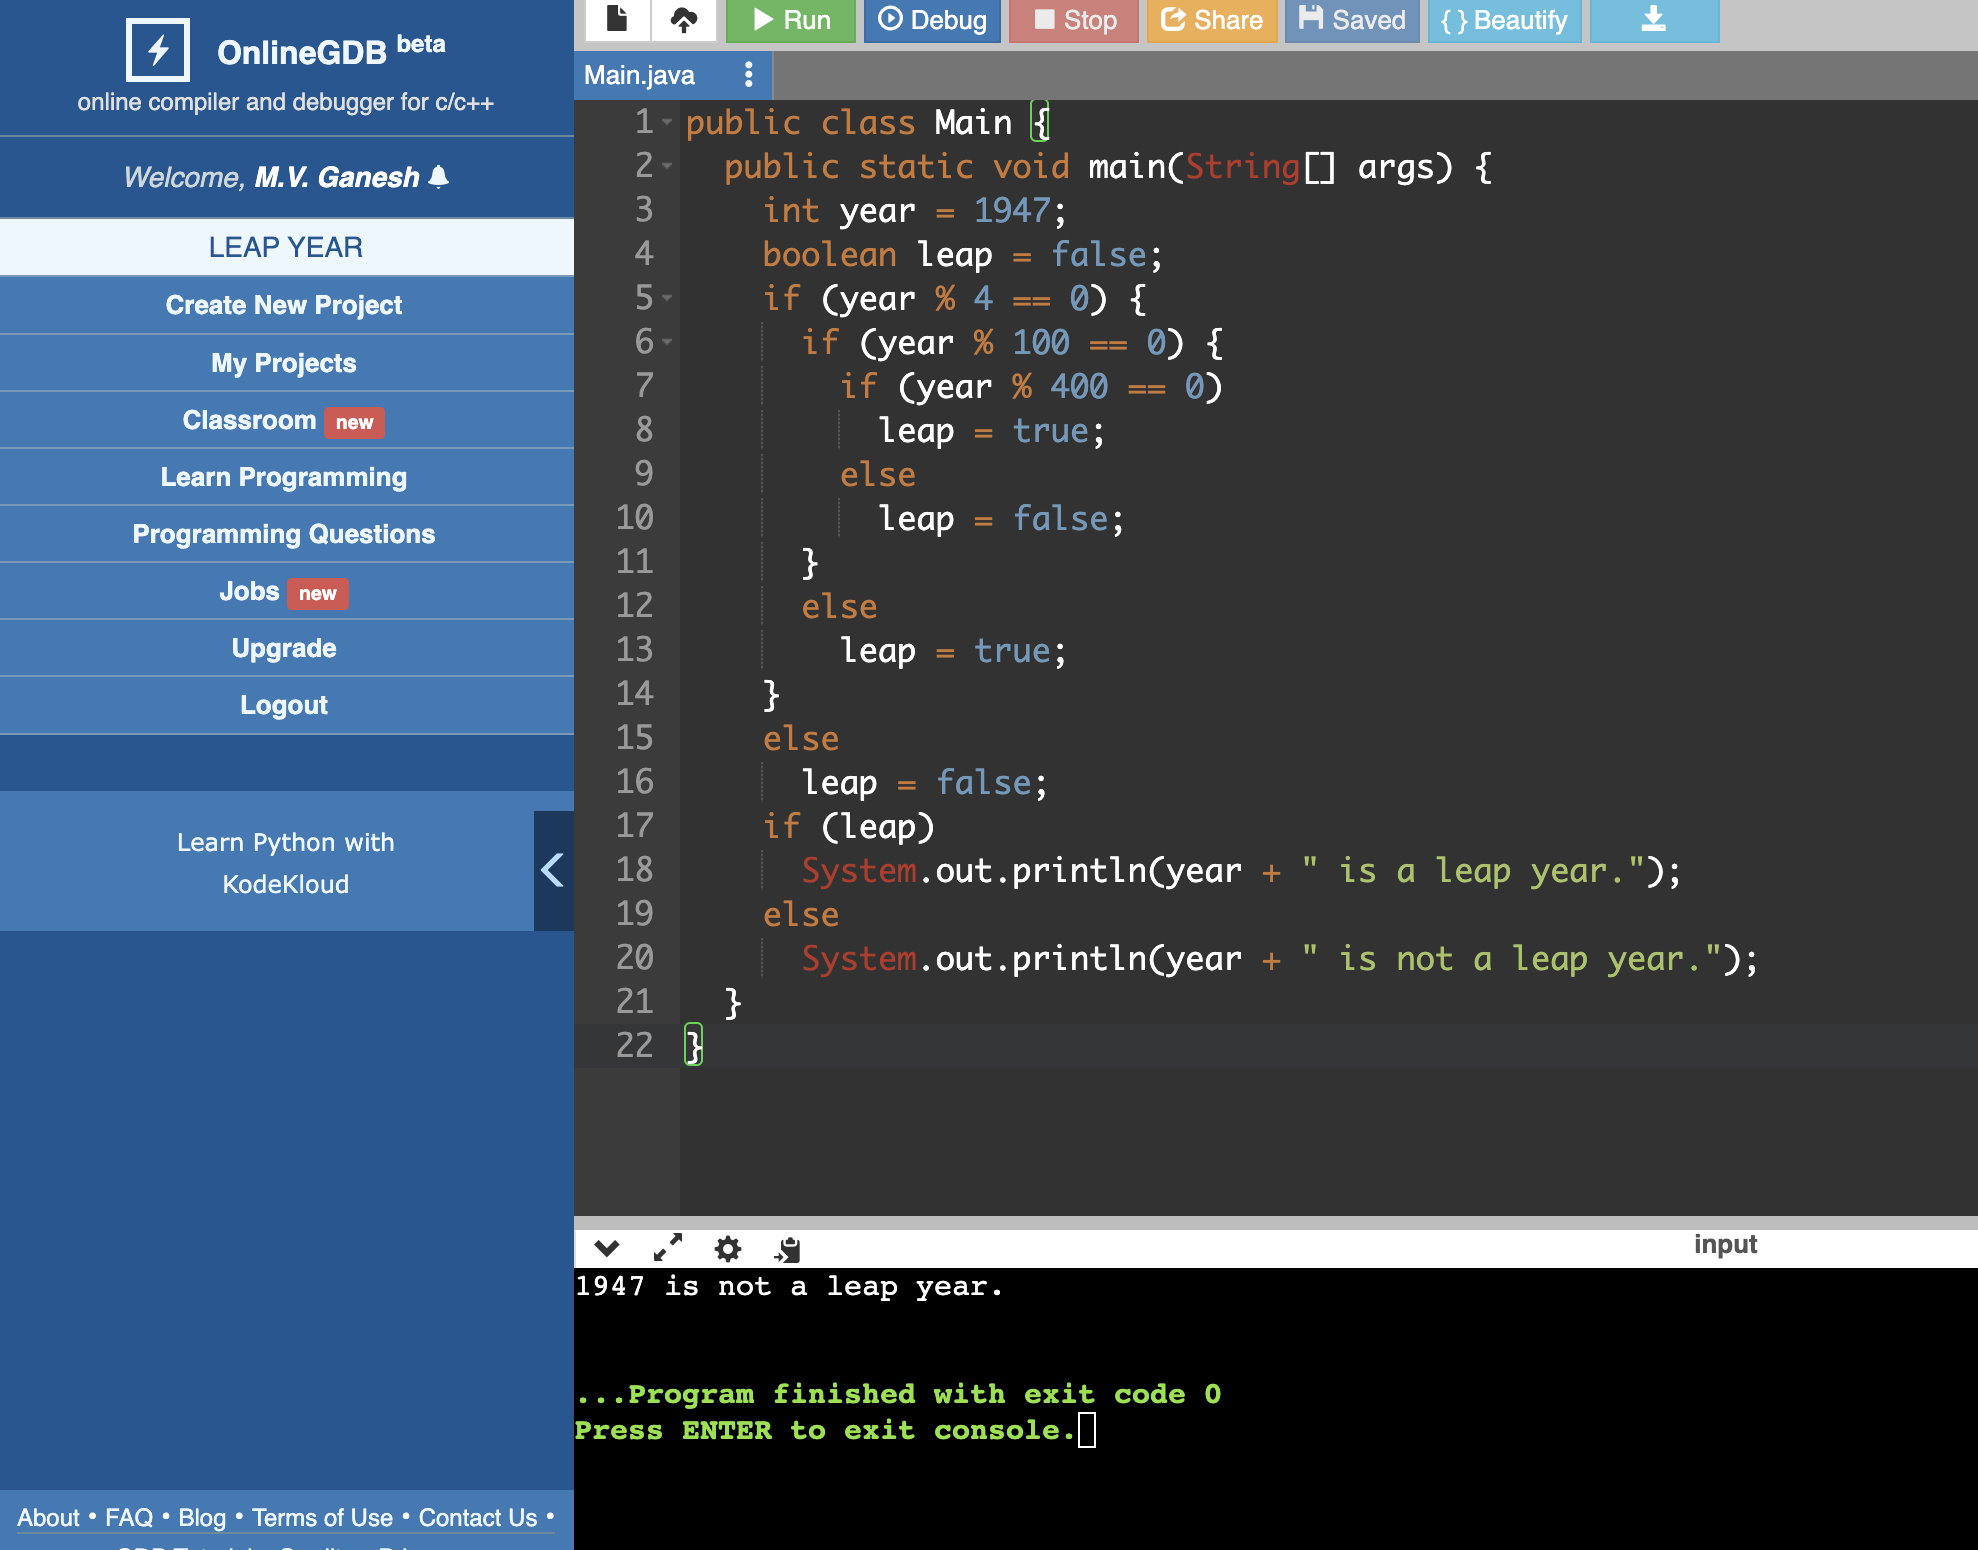 OnlineGDB beta
online compiler and debugger for c/c++
Welcome, M.V. Ganesh
LEAP YEAR
Create New Project
My Projects
Classroom new
Learn Programming
Programming Questions
Jobs new
Upgrade
Logout
Learn Python with
KodeKloud
About • FAQ • Blog • Terms of Use • Contact Us •
Run Debug Stop Share Saved { } Beautify
Main.java
1 public class Main {
2   public static void main(String[] args) {
3     int year = 1947;
4     boolean leap = false;
5     if (year % 4 == 0) {
6       if (year % 100 == 0) {
7         if (year % 400 == 0)
8           leap = true;
9         else
10           leap = false;
11       }
12       else
13         leap = true;
14     }
15     else
16       leap = false;
17     if (leap)
18       System.out.println(year + " is a leap year.");
19     else
20       System.out.println(year + " is not a leap year.");
21   }
22 }
input
1947 is not a leap year.
...Program finished with exit code 0
Press ENTER to exit console.